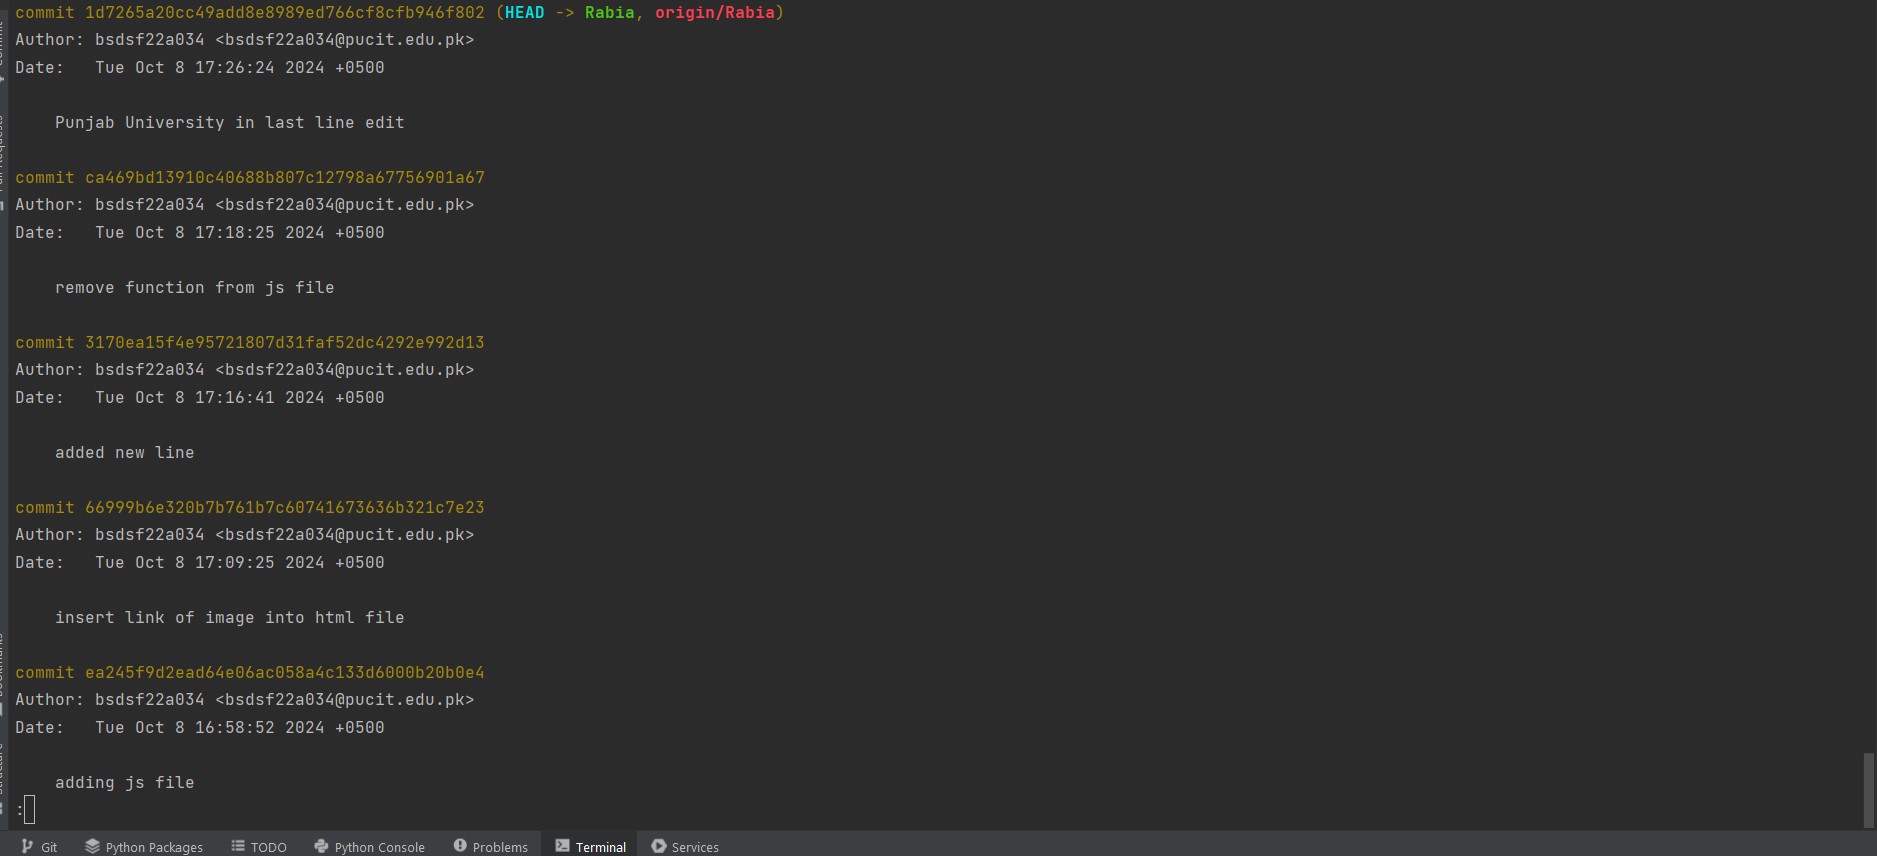 commit 1d7265a20cc49add8e8989ed766cf8cfb946f802 (HEAD -> Rabia, origin/Rabia)
Author: bsdsf22a034 <bsdsf22a034@pucit.edu.pk>
Date:   Tue Oct 8 17:26:24 2024 +0500
Punjab University in last line edit
commit ca469bd13910c40688b807c12798a67756901a67
Author: bsdsf22a034 <bsdsf22a034@pucit.edu.pk>
Date:   Tue Oct 8 17:18:25 2024 +0500
remove function from js file
commit 3170ea15f4e95721807d31faf52dc4292e992d13
Author: bsdsf22a034 <bsdsf22a034@pucit.edu.pk>
Date:   Tue Oct 8 17:16:41 2024 +0500
added new line
commit 66999b6e320b7b761b7c60741673636b321c7e23
Author: bsdsf22a034 <bsdsf22a034@pucit.edu.pk>
Date:   Tue Oct 8 17:09:25 2024 +0500
insert link of image into html file
commit ea245f9d2ead64e06ac058a4c133d6000b20b0e4
Author: bsdsf22a034 <bsdsf22a034@pucit.edu.pk>
Date:   Tue Oct 8 16:58:52 2024 +0500
adding js file
:
Git Python Packages TODO Python Console Problems Terminal Services